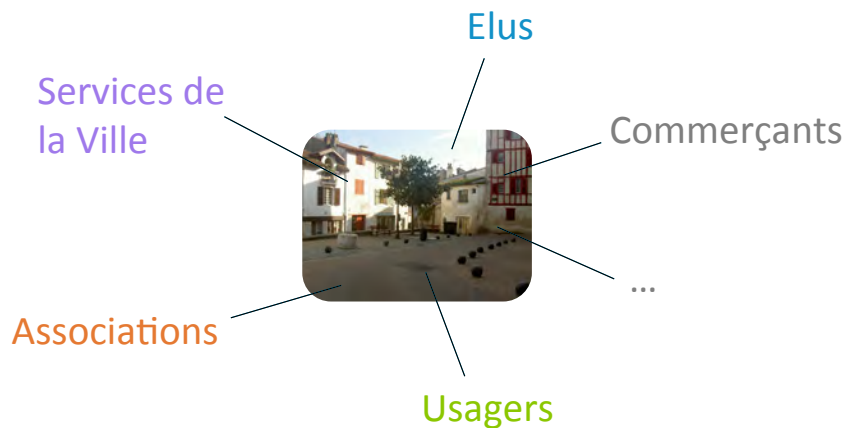 Elus
Services de
la Ville
Commerçants
...
Associations
Usagers